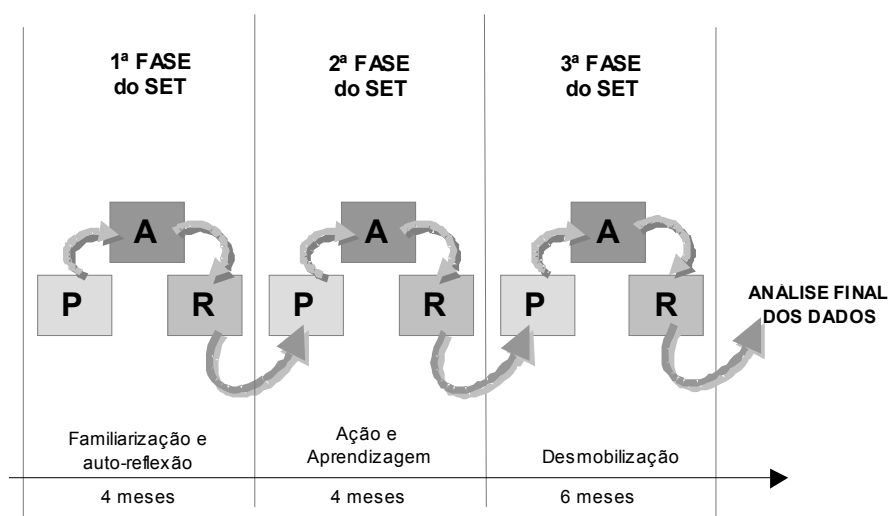 1ª FASE
do SET
2ª FASE
do SET
3ª FASE
do SET
A
A
A
P
R
P
R
P
R
ANÁLISE FINAL
DOS DADOS
Familiarização e
auto-reflexão
Ação e
Aprendizagem
Desmobilização
4 meses
4 meses
6 meses